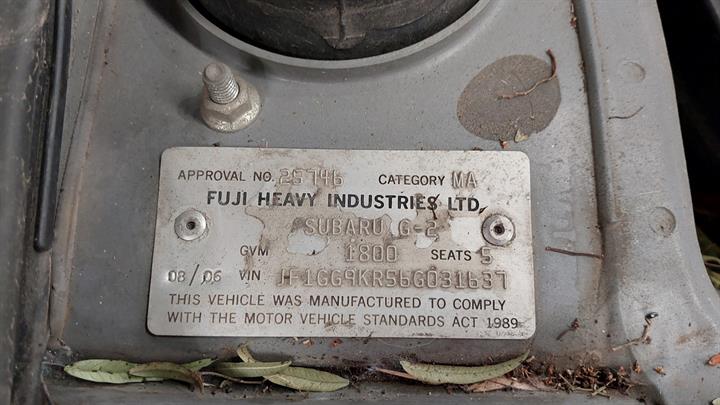 APPROVAL NO. 25746 CATEGORY MA
FUJI HEAVY INDUSTRIES LTD.
SUBARU G-2
GVM 1800 SEATS 5
08/06 VIN JF1GG9KR56G031637
THIS VEHICLE WAS MANUFACTURED TO COMPLY
WITH THE MOTOR VEHICLE STANDARDS ACT 1989